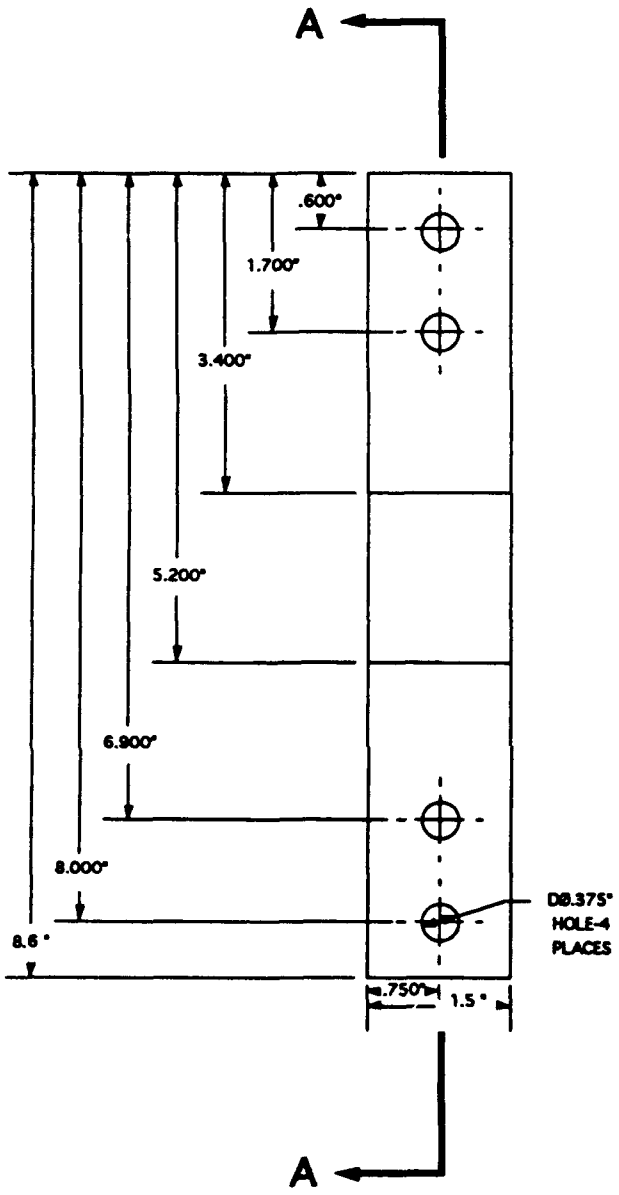 A
.600"
1.700"
3.400"
5.200"
6.900"
8.000"
8.6 "
DØ.375"
HOLE-4
PLACES
.750"
1.5 "
A